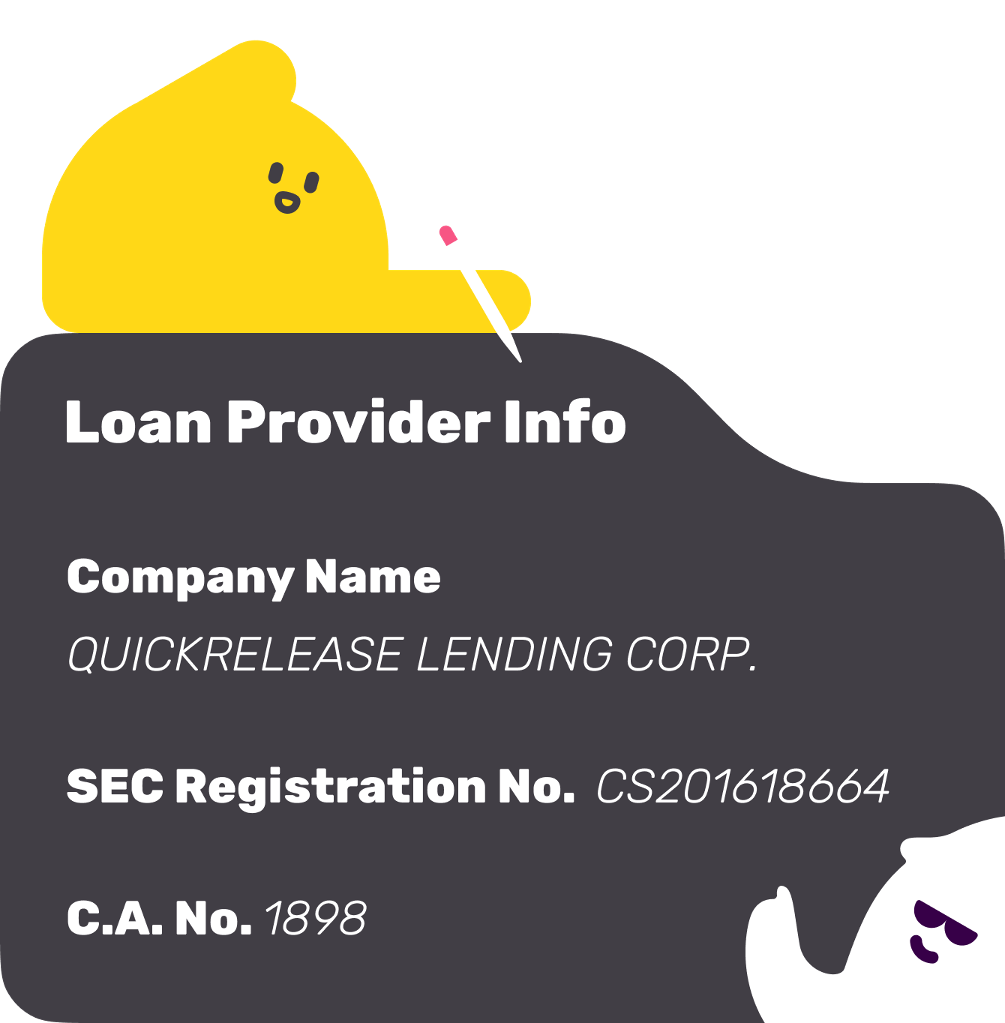 Loan Provider Info
Company Name
QUICKRELEASE LENDING CORP.
SEC Registration No. CS201618664
C.A. No. 1898